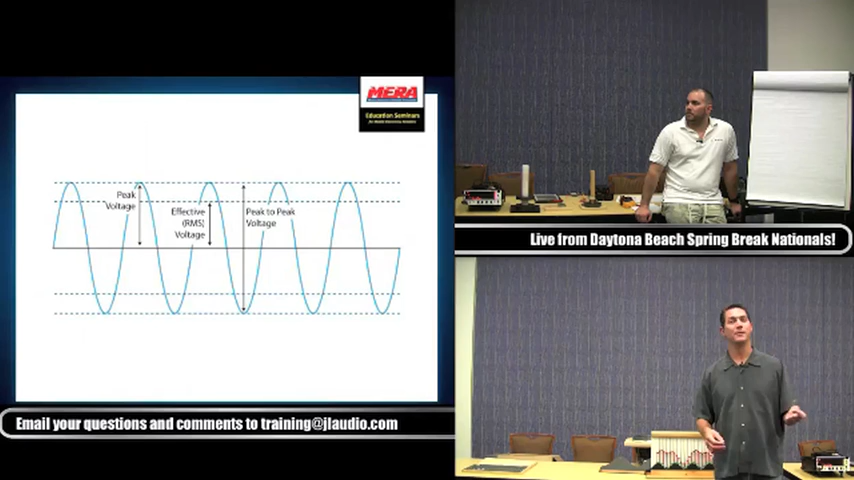 MERA
Education Seminars
Peak
Voltage
Effective
(RMS)
Voltage
Peak to Peak
Voltage
Live from Daytona Beach Spring Break Nationals!
Email your questions and comments to training@jlaudio.com